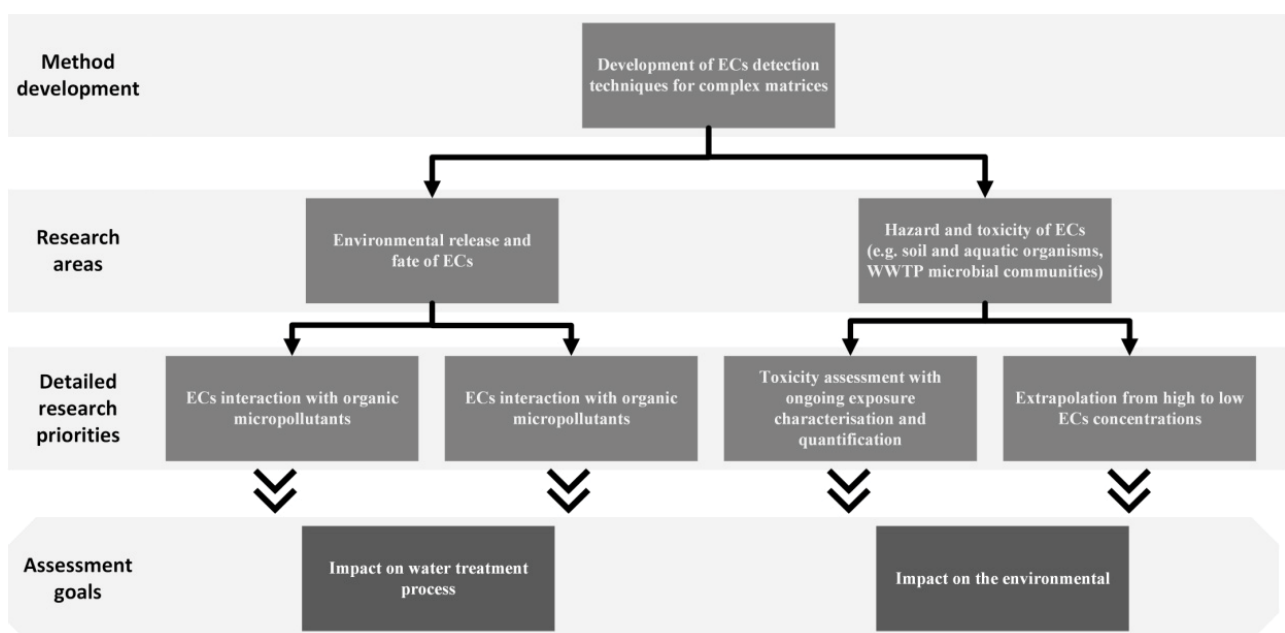 Method
development
Development of ECs detection
techniques for complex matrices
Research
areas
Environmental release and
fate of ECs
Hazard and toxicity of ECs
(e.g. soil and aquatic organisms,
WWTP microbial communities)
Detailed
research
priorities
ECs interaction with organic
micropollutants
ECs interaction with organic
micropollutants
Toxicity assessment with
ongoing exposure
characterisation and
quantification
Extrapolation from high to low
ECs concentrations
Assessment
goals
Impact on water treatment
process
Impact on the environmental